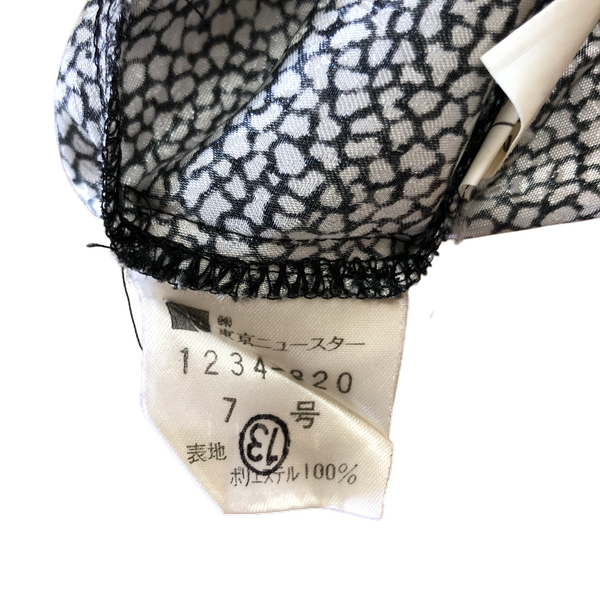 ㈱
東京ニュースター
1234-820
7 号
13
表地
ポリエステル100%